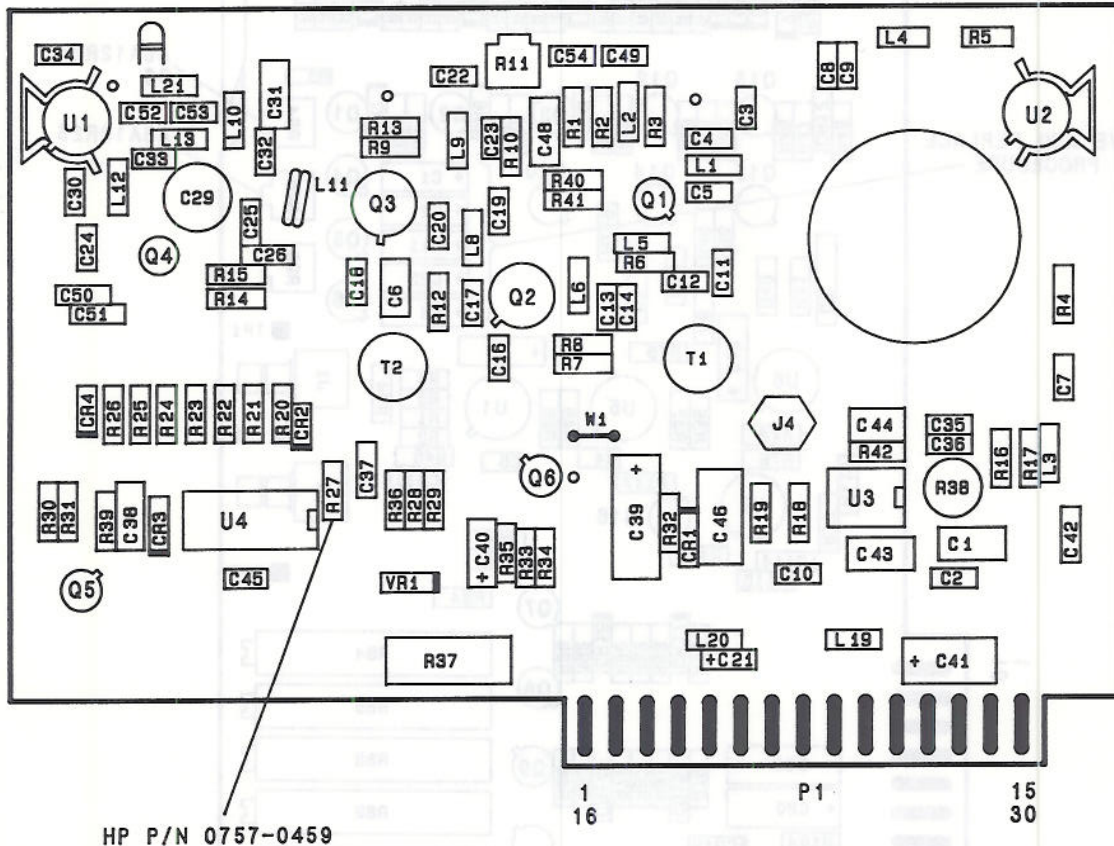 C34
L21
C52
C53
U1
L13
C33
C30
L12
L10
C31
C32
C29
C24
Q4
C25
C26
R15
R14
C50
C51
L11
R13
R9
Q3
L9
C22
R11
C54
C49
C23
R10
C48
R1
R2
L2
R3
C3
C4
L1
C5
R40
R41
Q1
C8
C9
L4
R5
U2
C20
L8
C19
C18
C6
R12
C17
Q2
L6
C13
C14
L5
R6
C12
C11
C16
R8
R7
T2
T1
R4
C7
CR4
R26
R25
R24
R23
R22
R21
R20
CR2
W1
J4
C44
R42
C35
C36
R16
R17
L3
R30
R31
R39
C38
CR3
U4
R27
C37
R36
R28
R29
Q6
+
C39
R32
CR1
C46
R19
R18
U3
R38
C42
Q5
C45
VR1
+ C40
R35
R33
R34
C10
C43
C1
C2
R37
L20
+C21
L19
+ C41
1
P1
15
16
30
HP P/N 0757-0459